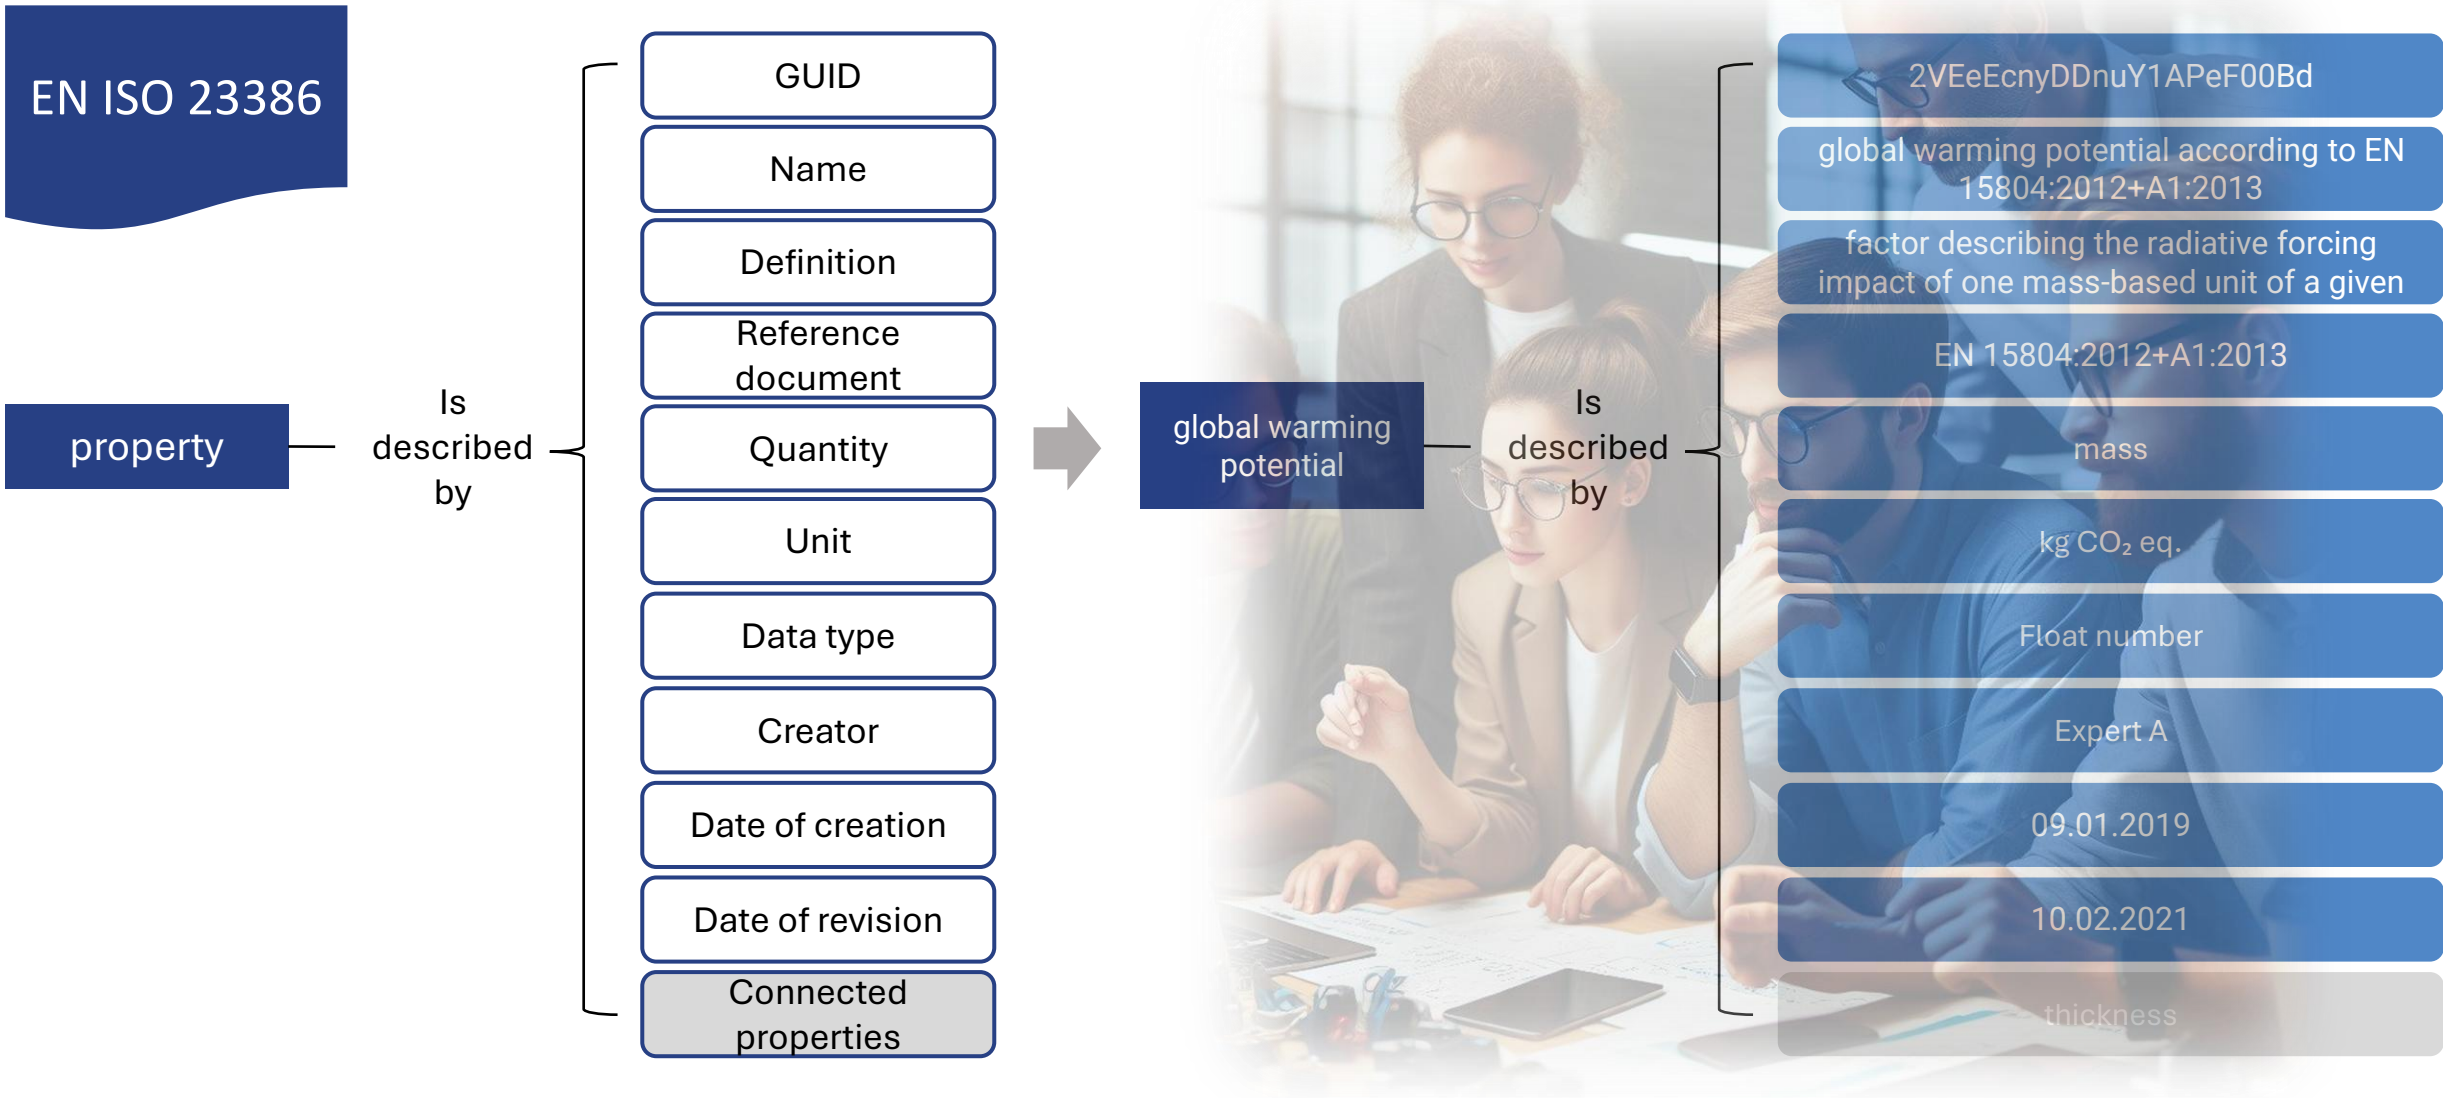 EN ISO 23386
property
Is
described
by
GUID
Name
Definition
Reference
document
Quantity
Unit
Data type
Creator
Date of creation
Date of revision
Connected
properties
global warming
potential
Is
described
by
2VEeEcnyDDnuY1APeF00Bd
global warming potential according to EN
15804:2012+A1:2013
factor describing the radiative forcing
impact of one mass-based unit of a given
EN 15804:2012+A1:2013
mass
kg CO₂ eq.
Float number
Expert A
09.01.2019
10.02.2021
thickness